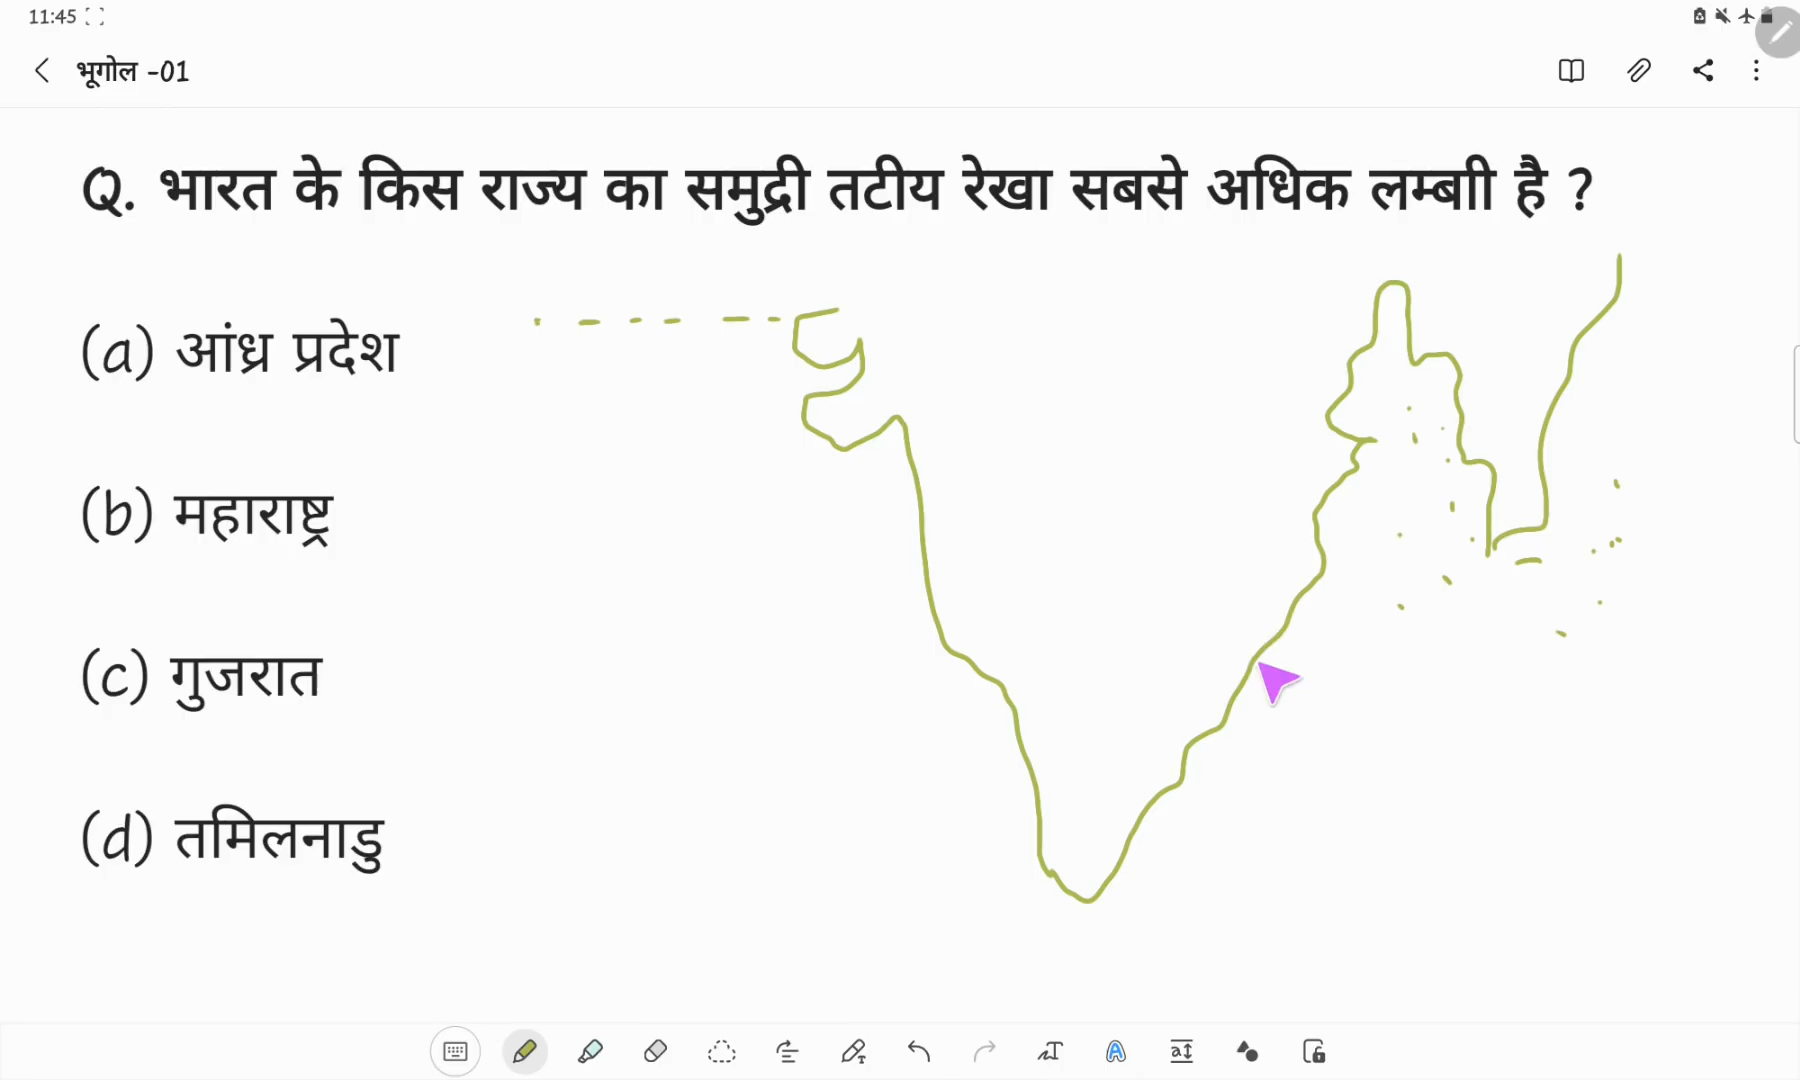 11:45
भूगोल -01
Q. भारत के किस राज्य का समुद्री तटीय रेखा सबसे अधिक लम्बाी है ?
(a) आंध्र प्रदेश
(b) महाराष्ट्र
(c) गुजरात
(d) तमिलनाडु